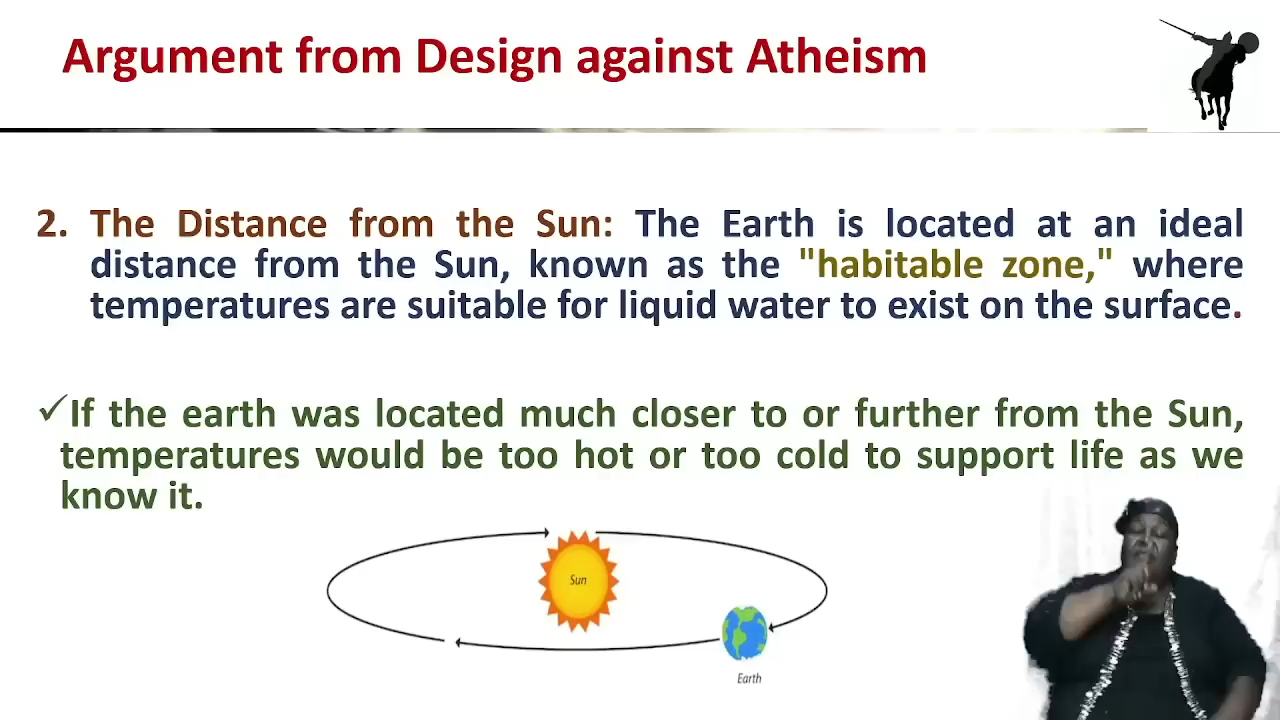 Argument from Design against Atheism
2. The Distance from the Sun: The Earth is located at an ideal
distance from the Sun, known as the "habitable zone," where
temperatures are suitable for liquid water to exist on the surface.
✓If the earth was located much closer to or further from the Sun,
temperatures would be too hot or too cold to support life as we
know it.
Sun
Earth